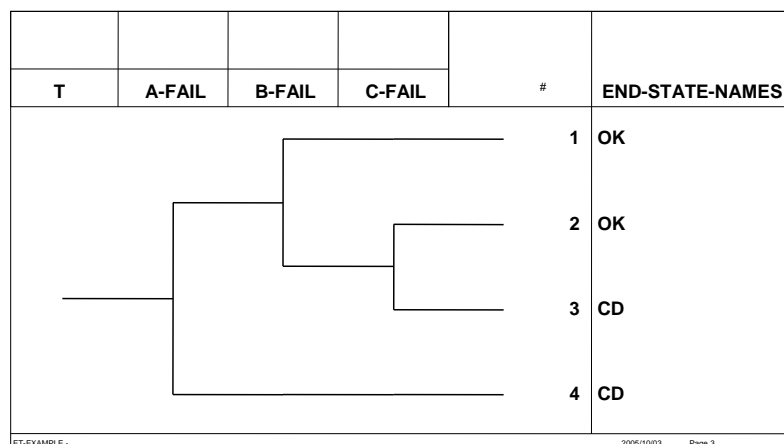 T A-FAIL B-FAIL C-FAIL # END-STATE-NAMES
1 OK
2 OK
3 CD
4 CD
ET-EXAMPLE - 2005/10/03 Page 3